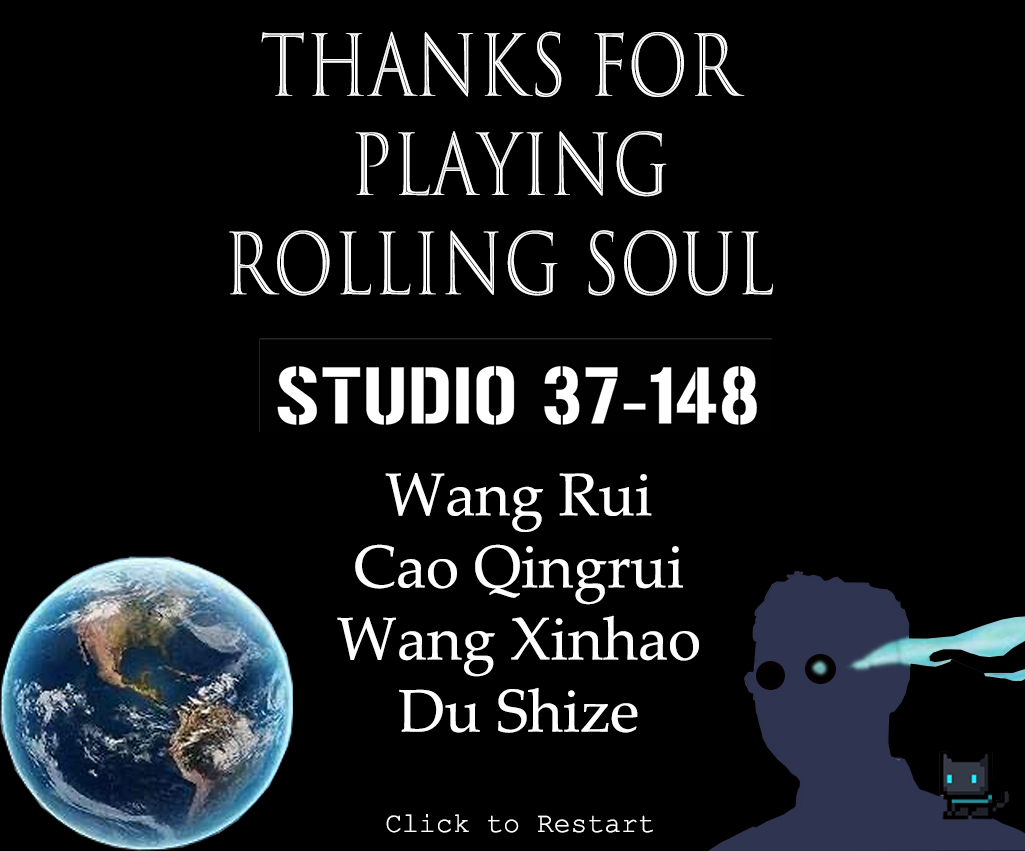 THANKS FOR
PLAYING
ROLLING SOUL
STUDIO 37-148
Wang Rui
Cao Qingrui
Wang Xinhao
Du Shize
Click to Restart